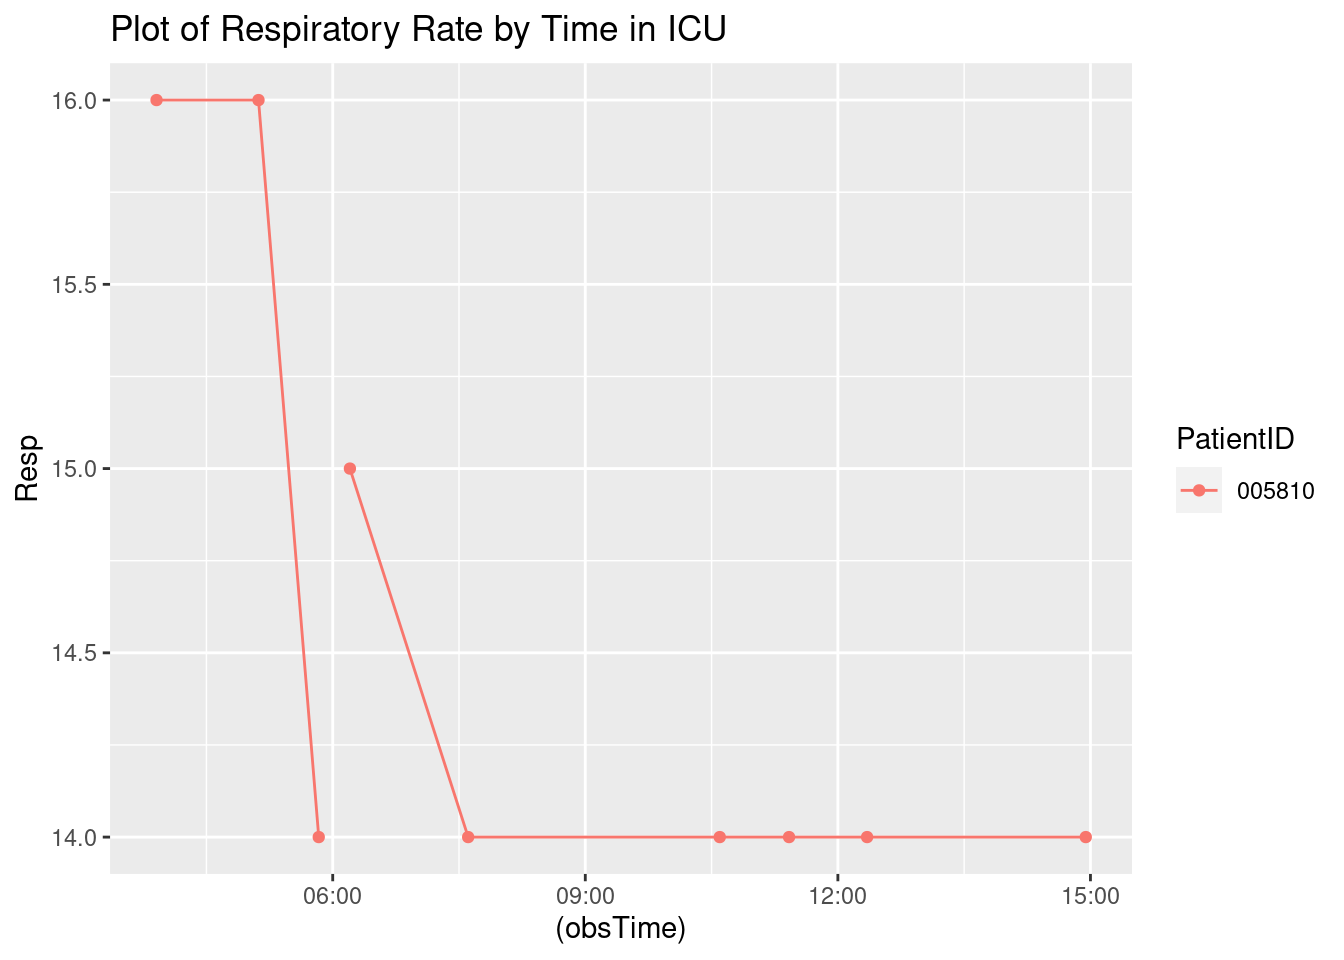 Plot of Respiratory Rate by Time in ICU
16.0
15.5
15.0
14.5
14.0
Resp
06:00 09:00 12:00 15:00
(obsTime)
PatientID
005810